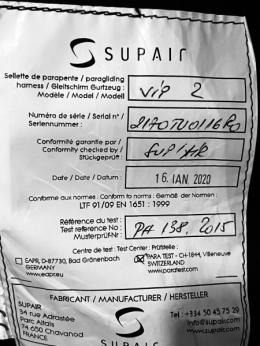 SUPAIR
Sellette de parapente / paragliding
harness / Gleitschirm Gurtzeug :
Modèle / Model / Modell
VIP 2
Numéro de série / Serial n° /
Seriennummer :
Conformité garantie par /
Conformity checked by /
Stückgeprüft :
SUPAIR
Date / Date / Datum :
16 JAN. 2020
Conforme aux normes / Conform to norms / Gemäß der Normen :
LTF 91/09 EN 1651 : 1999
Référence du test :
Test reference No :
Musterprüf-Nr :
PA 138. 2015
Centre de test : Test Center : Prüfstelle :
EAPR, D-87730, Bad Grönenbach
GERMANY
www.eapr.eu
PARA TEST - CH-1844, Villeneuve
SWITZERLAND
www.para-test.com
FABRICANT / MANUFACTURER / HERSTELLER
SUPAIR
34 rue Adrastée
Parc Altaïs
74 650 Chavanod
FRANCE
Tel : +334 50 45 75 29
info@supair.com
www.supair.com